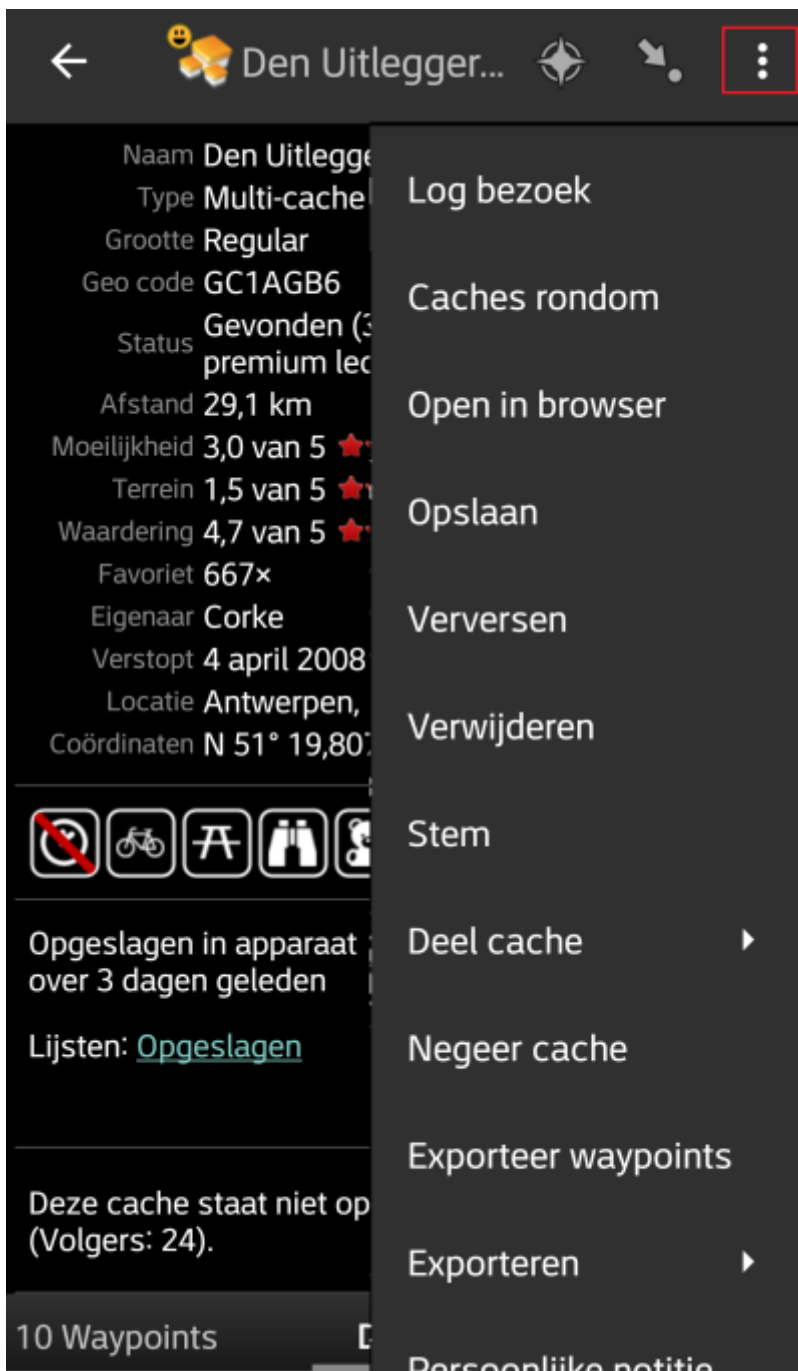 Den Uitlegger...
Naam Den Uitlegge
Type Multi-cache
Grootte Regular
Geo code GC1AGB6
Status Gevonden (3
premium led
Afstand 29,1 km
Moeilijkheid 3,0 van 5
Terrein 1,5 van 5
Waardering 4,7 van 5
Favoriet 667×
Eigenaar Corke
Verstopt 4 april 2008
Locatie Antwerpen,
Coördinaten N 51° 19,807
Opgeslagen in apparaat
over 3 dagen geleden
Lijsten: Opgeslagen
Deze cache staat niet op
(Volgers: 24).
10 Waypoints
Log bezoek
Caches rondom
Open in browser
Opslaan
Verversen
Verwijderen
Stem
Deel cache
Negeer cache
Exporteer waypoints
Exporteren
Persoonlijke notitie